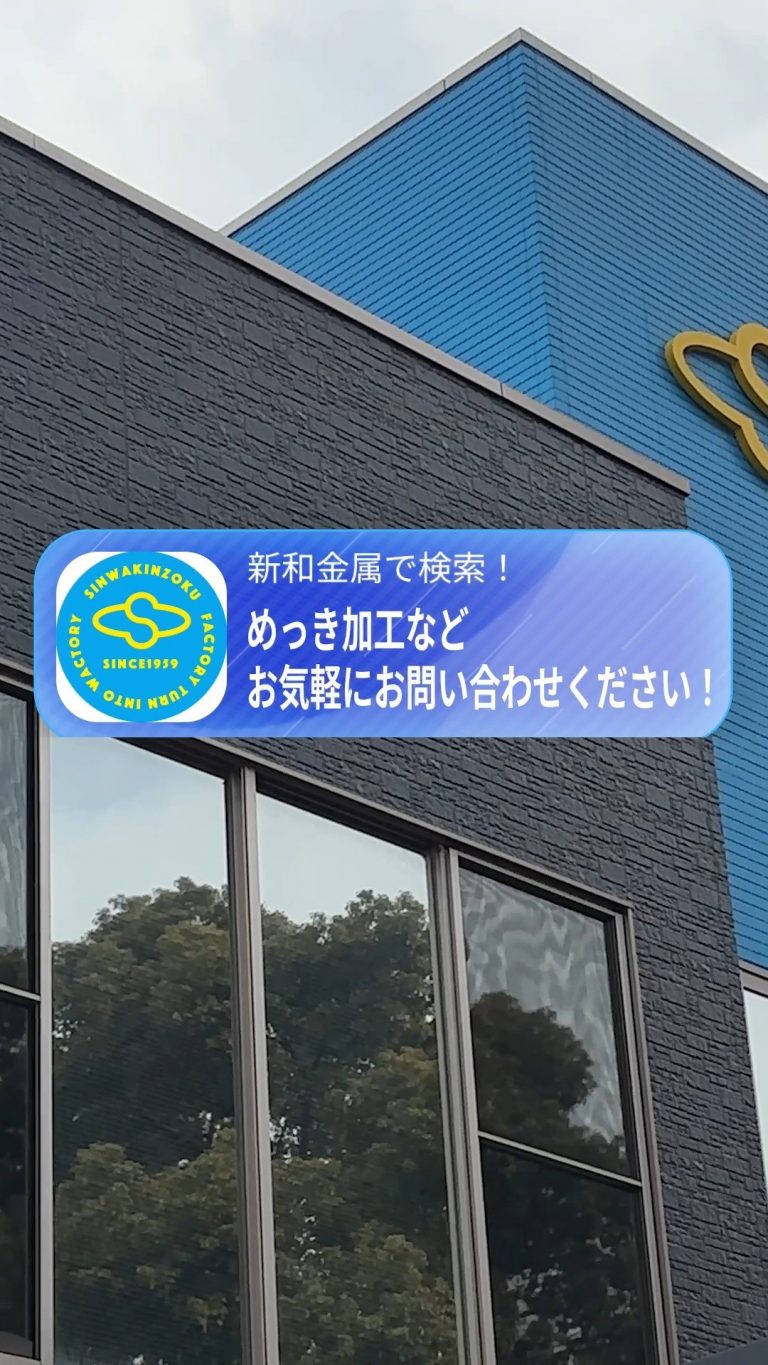 SINWAKINZOKU FACTORY TURN INTO WACTORY
SINCE1959
新和金属で検索！
めっき加工など
お気軽にお問い合わせください！